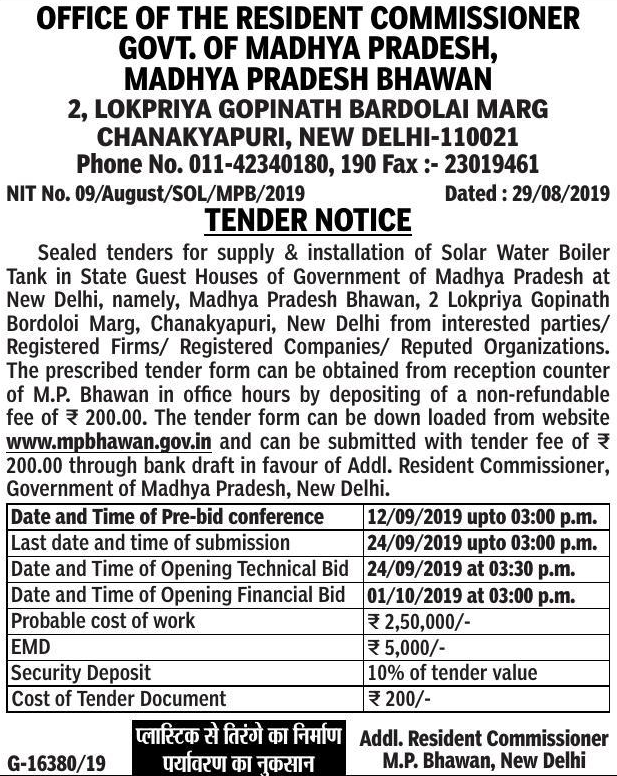 OFFICE OF THE RESIDENT COMMISSIONER
GOVT. OF MADHYA PRADESH,
MADHYA PRADESH BHAWAN
2, LOKPRIYA GOPINATH BARDOLAI MARG
CHANAKYAPURI, NEW DELHI-110021
Phone No. 011-42340180, 190 Fax :- 23019461
NIT No. 09/August/SOL/MPB/2019 Dated : 29/08/2019
TENDER NOTICE
Sealed tenders for supply & installation of Solar Water Boiler
Tank in State Guest Houses of Government of Madhya Pradesh at
New Delhi, namely, Madhya Pradesh Bhawan, 2 Lokpriya Gopinath
Bordoloi Marg, Chanakyapuri, New Delhi from interested parties/
Registered Firms/ Registered Companies/ Reputed Organizations.
The prescribed tender form can be obtained from reception counter
of M.P. Bhawan in office hours by depositing of a non-refundable
fee of ₹ 200.00. The tender form can be down loaded from website
www.mpbhawan.gov.in and can be submitted with tender fee of ₹
200.00 through bank draft in favour of Addl. Resident Commissioner,
Government of Madhya Pradesh, New Delhi.
Date and Time of Pre-bid conference 12/09/2019 upto 03:00 p.m.
Last date and time of submission 24/09/2019 upto 03:00 p.m.
Date and Time of Opening Technical Bid 24/09/2019 at 03:30 p.m.
Date and Time of Opening Financial Bid 01/10/2019 at 03:00 p.m.
Probable cost of work ₹ 2,50,000/-
EMD ₹ 5,000/-
Security Deposit 10% of tender value
Cost of Tender Document ₹ 200/-
प्लास्टिक से तिरंगे का निर्माण
पर्यावरण का नुकसान
Addl. Resident Commissioner
G-16380/19 M.P. Bhawan, New Delhi